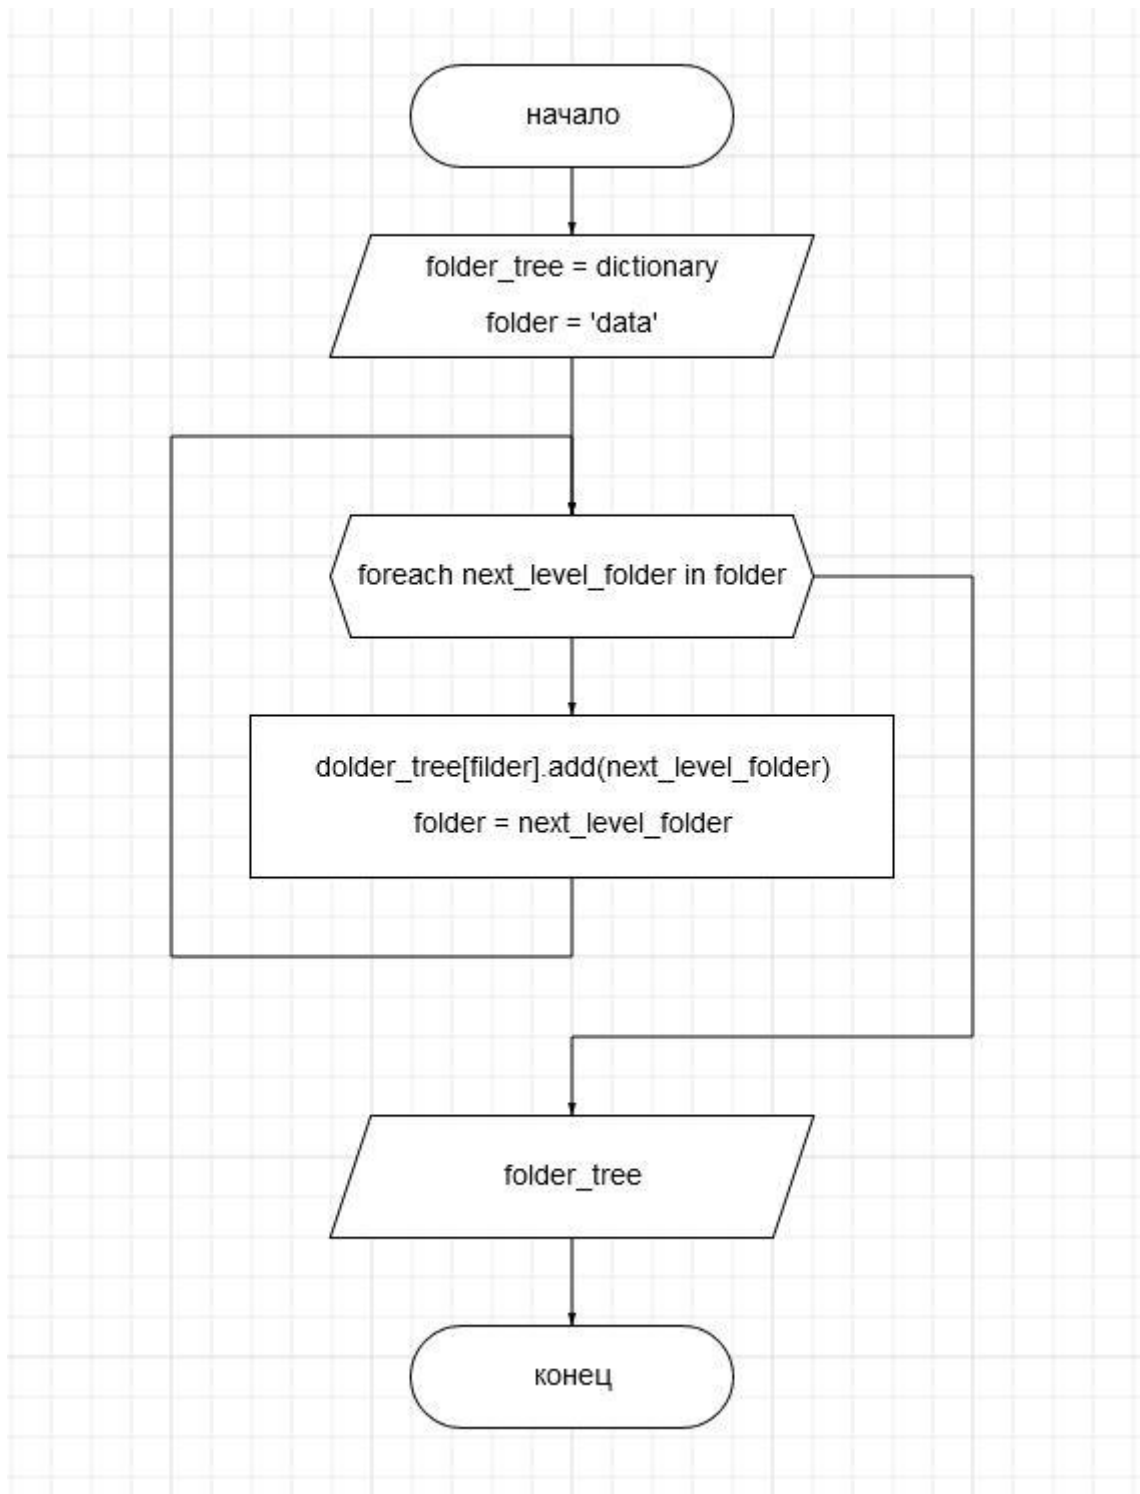 начало
folder_tree = dictionary
folder = 'data'
foreach next_level_folder in folder
dolder_tree[filder].add(next_level_folder)
folder = next_level_folder
folder_tree
конец